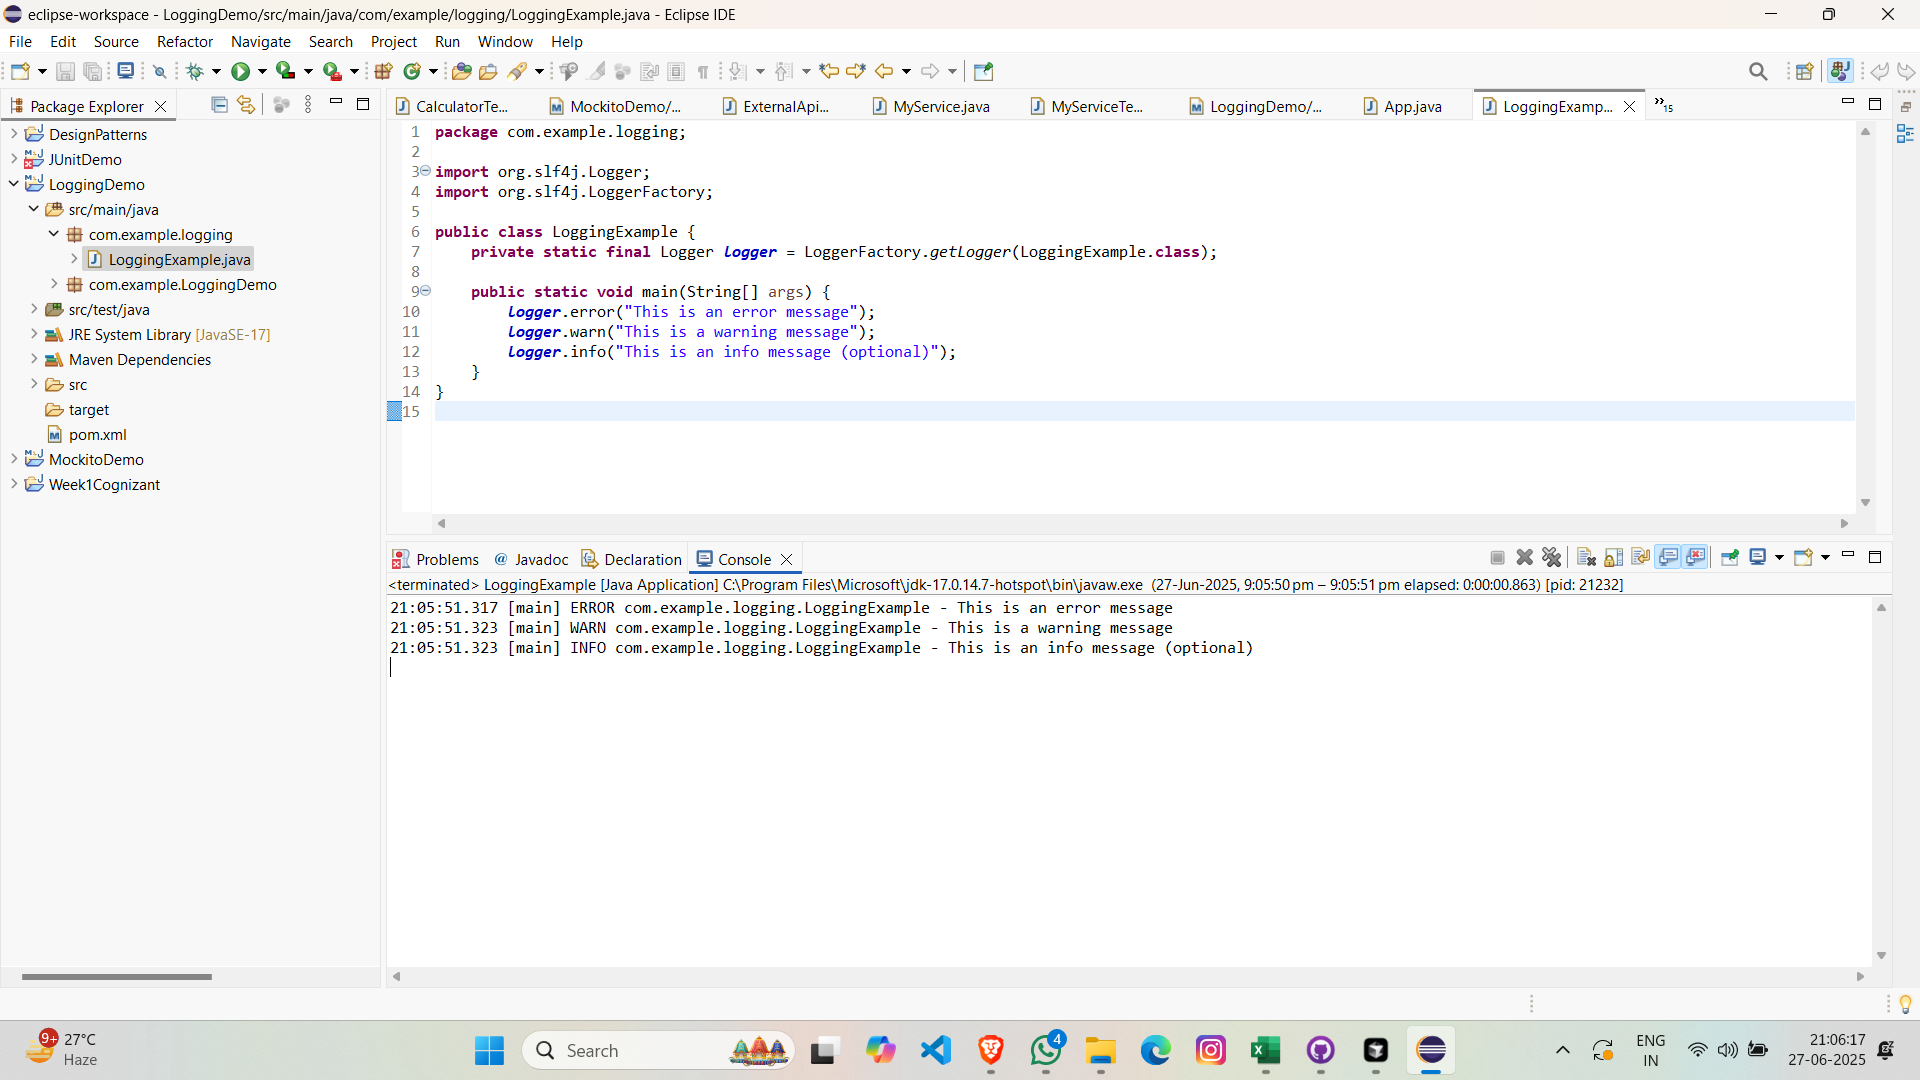 eclipse-workspace - LoggingDemo/src/main/java/com/example/logging/LoggingExample.java - Eclipse IDE
File Edit Source Refactor Navigate Search Project Run Window Help
Package Explorer
DesignPatterns
JUnitDemo
LoggingDemo
src/main/java
com.example.logging
LoggingExample.java
com.example.LoggingDemo
src/test/java
JRE System Library [JavaSE-17]
Maven Dependencies
src
target
pom.xml
MockitoDemo
Week1Cognizant
CalculatorTe... MockitoDemo/... ExternalApi... MyService.java MyServiceTe... LoggingDemo/... App.java LoggingExamp... »15
1 package com.example.logging;
2
3 import org.slf4j.Logger;
4 import org.slf4j.LoggerFactory;
5
6 public class LoggingExample {
7 private static final Logger logger = LoggerFactory.getLogger(LoggingExample.class);
8
9 public static void main(String[] args) {
10 logger.error("This is an error message");
11 logger.warn("This is a warning message");
12 logger.info("This is an info message (optional)");
13 }
14 }
15
Problems Javadoc Declaration Console
<terminated> LoggingExample [Java Application] C:\Program Files\Microsoft\jdk-17.0.14.7-hotspot\bin\javaw.exe (27-Jun-2025, 9:05:50 pm – 9:05:51 pm elapsed: 0:00:00.863) [pid: 21232]
21:05:51.317 [main] ERROR com.example.logging.LoggingExample - This is an error message
21:05:51.323 [main] WARN com.example.logging.LoggingExample - This is a warning message
21:05:51.323 [main] INFO com.example.logging.LoggingExample - This is an info message (optional)
9+
27°C
Haze
Search
4
ENG
IN
21:06:17
27-06-2025